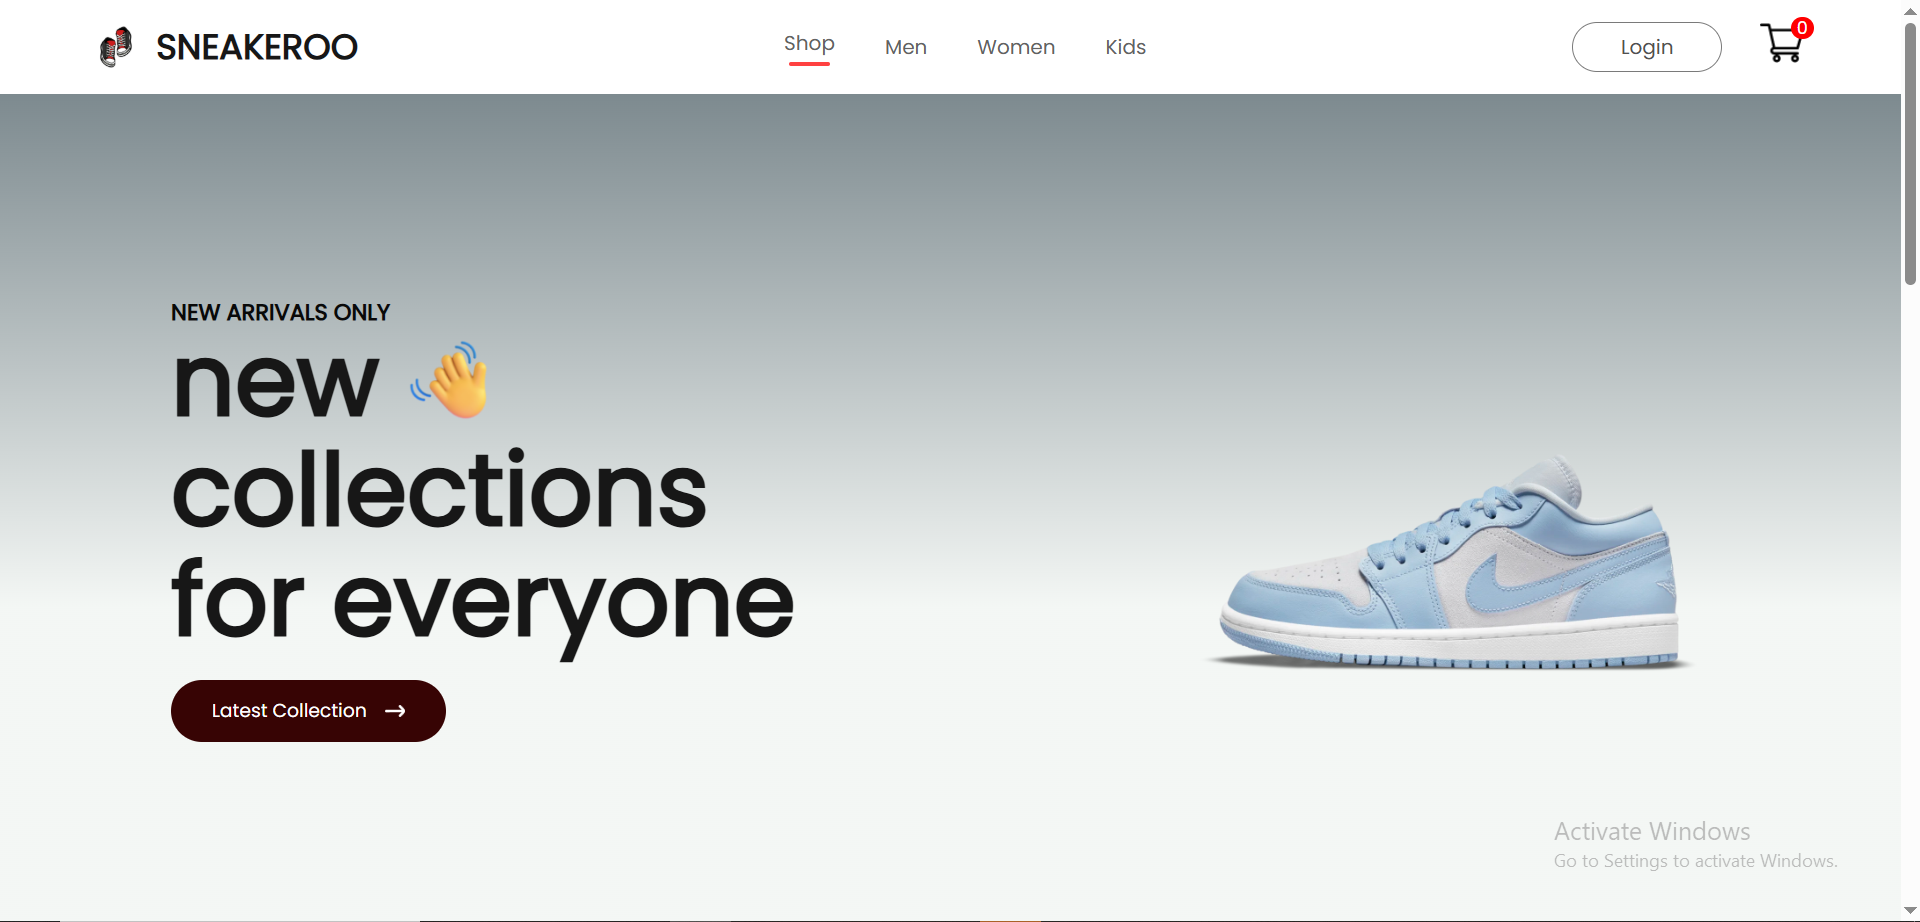 SNEAKEROO
Shop
Men
Women
Kids
Login
0
NEW ARRIVALS ONLY
new 👋
collections
for everyone
Latest Collection →
Activate Windows
Go to Settings to activate Windows.